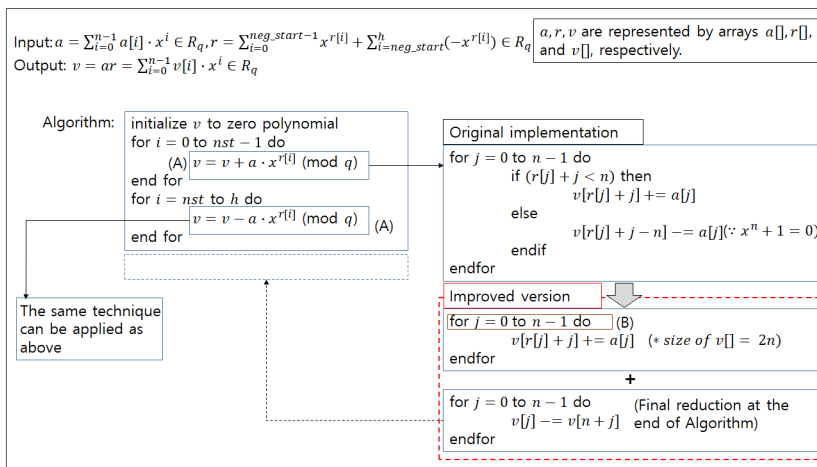 Input: a = ∑_{i=0}^{n-1} a[i] · x^i ∈ R_q, r = ∑_{i=0}^{neg_start-1} x^{r[i]} + ∑_{i=neg_start}^{h} (-x^{r[i]}) ∈ R_q
Output: v = ar = ∑_{i=0}^{n-1} v[i] · x^i ∈ R_q
a, r, v are represented by arrays a[], r[],
and v[], respectively.
Algorithm:
initialize v to zero polynomial
for i = 0 to nst − 1 do
(A) v = v + a · x^{r[i]} (mod q)
end for
for i = nst to h do
v = v − a · x^{r[i]} (mod q) (A)
end for
The same technique
can be applied as
above
Original implementation
for j = 0 to n − 1 do
if (r[j] + j < n) then
v[r[j] + j] += a[j]
else
v[r[j] + j − n] −= a[j](∵ x^n + 1 = 0)
endif
endfor
Improved version
for j = 0 to n − 1 do (B)
v[r[j] + j] += a[j] (* size of v[] = 2n)
endfor
+
for j = 0 to n − 1 do
v[j] −= v[n + j]
endfor
(Final reduction at the
end of Algorithm)